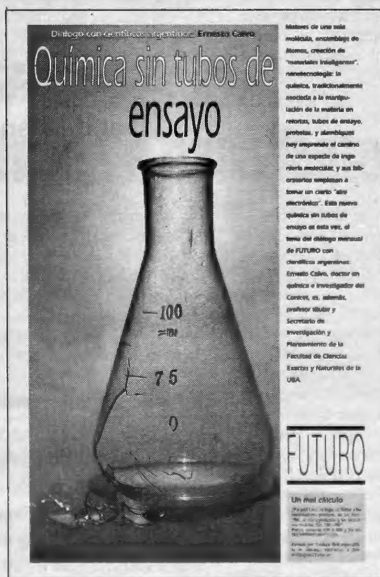 Diálogo con científicos argentinos: Ernesto Calvo
Química sin tubos de
ensayo
100
75
0
Motores de una sola
molécula, ensamblaje de
átomos, creación de
"materiales inteligentes",
nanotecnología: la
química, tradicionalmente
asociada a la manipu-
lación de la materia en
retortas, tubos de ensayo,
probetas, y alambiques
hoy emprende el camino
de una especie de inge-
niería molecular, y sus lab-
oratorios empiezan a
tomar un cierto "aire
electrónico". Esta nueva
química sin tubos de
ensayo es esta vez, el
tema del diálogo mensual
de FUTURO con
científicos argentinos:
Ernesto Calvo, doctor en
química e investigador del
Conicet, es, además,
profesor titular y
Secretario de
Investigación y
Planeamiento de la
Facultad de Ciencias
Exactas y Naturales de la
UBA.
FUTURO
Un mal cálculo